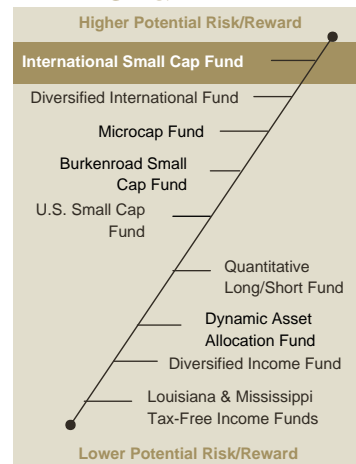 Higher Potential Risk/Reward
International Small Cap Fund
Diversified International Fund
Microcap Fund
Burkenroad Small
Cap Fund
U.S. Small Cap
Fund
Quantitative
Long/Short Fund
Dynamic Asset
Allocation Fund
Diversified Income Fund
Louisiana & Mississippi
Tax-Free Income Funds
Lower Potential Risk/Reward